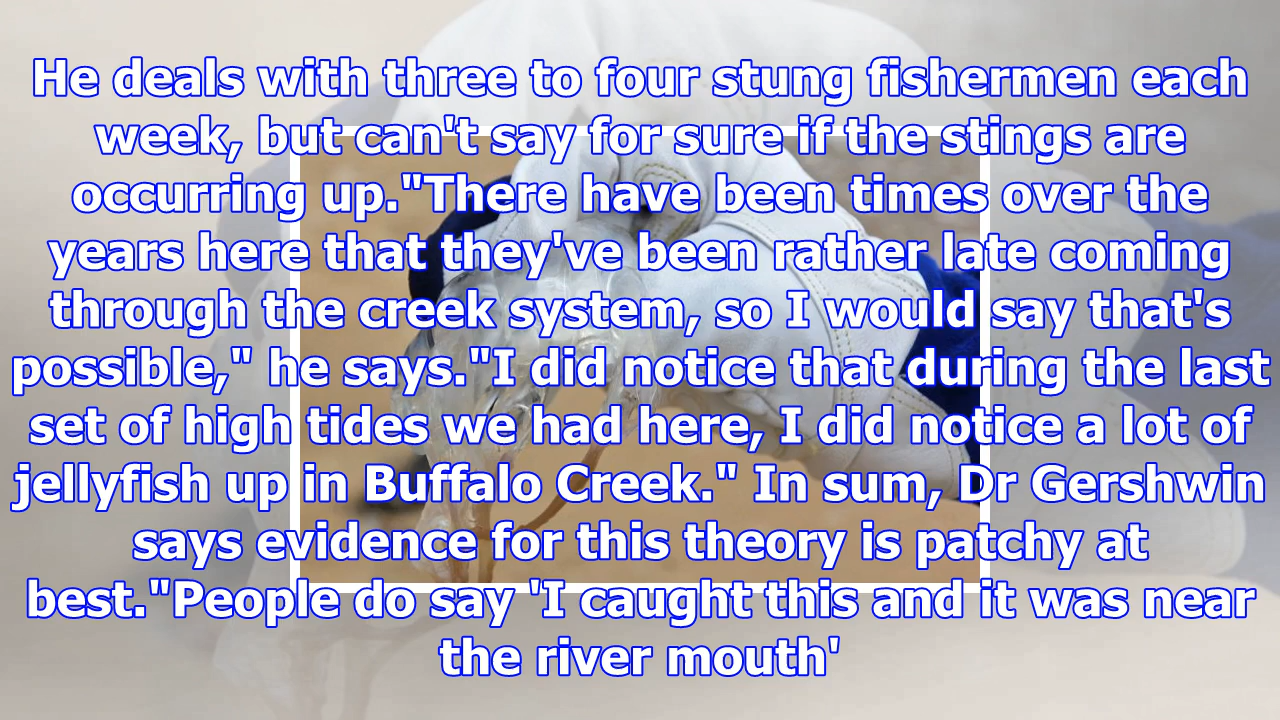 He deals with three to four stung fishermen each
week, but can't say for sure if the stings are
occurring up."There have been times over the
years here that they've been rather late coming
through the creek system, so I would say that's
possible," he says."I did notice that during the last
set of high tides we had here, I did notice a lot of
jellyfish up in Buffalo Creek." In sum, Dr Gershwin
says evidence for this theory is patchy at
best."People do say 'I caught this and it was near
the river mouth'